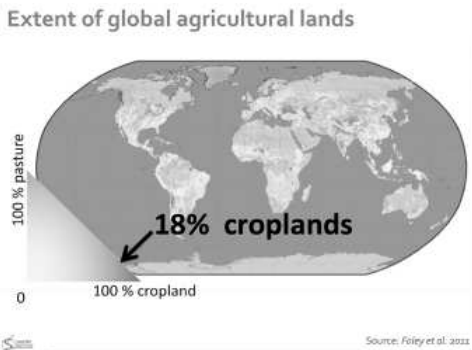 Extent of global agricultural lands
100 % pasture
18% croplands
0
100 % cropland
Source: Foley et al. 2011